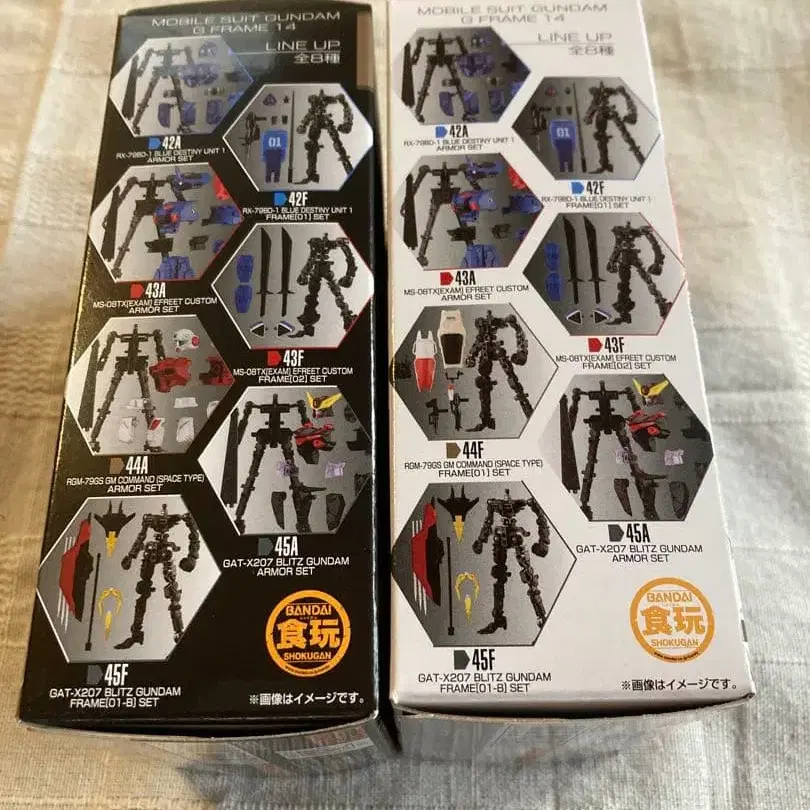 MOBILE SUIT GUNDAM
G FRAME 14
LINE UP
全8種
42A
RX-79BD-1 BLUE DESTINY UNIT 1
ARMOR SET
01
42F
RX-79BD-1 BLUE DESTINY UNIT 1
FRAME[01] SET
43A
MS-08TX[EXAM] EFREET CUSTOM
ARMOR SET
43F
MS-08TX[EXAM] EFREET CUSTOM
FRAME[02] SET
44A
RGM-79GS GM COMMAND (SPACE TYPE)
ARMOR SET
45A
GAT-X207 BLITZ GUNDAM
ARMOR SET
45F
GAT-X207 BLITZ GUNDAM
FRAME[01-B] SET
BANDAI
食玩
SHOKUGAN
※画像はイメージです。
MOBILE SUIT GUNDAM
G FRAME 14
LINE UP
全8種
42A
RX-79BD-1 BLUE DESTINY UNIT 1
ARMOR SET
01
42F
RX-79BD-1 BLUE DESTINY UNIT 1
FRAME[01] SET
43A
MS-08TX[EXAM] EFREET CUSTOM
ARMOR SET
43F
MS-08TX[EXAM] EFREET CUSTOM
FRAME[02] SET
44F
RGM-79GS GM COMMAND (SPACE TYPE)
FRAME[01] SET
45A
GAT-X207 BLITZ GUNDAM
ARMOR SET
45F
GAT-X207 BLITZ GUNDAM
FRAME[01-B] SET
BANDAI
食玩
SHOKUGAN
※画像はイメージです。